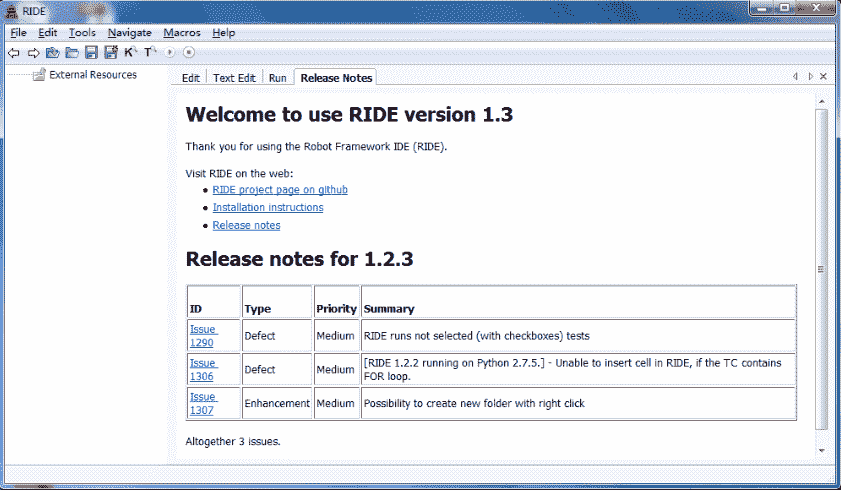 RIDE
File Edit Tools Navigate Macros Help
K T
External Resources
Edit Text Edit Run Release Notes
Welcome to use RIDE version 1.3
Thank you for using the Robot Framework IDE (RIDE).
Visit RIDE on the web:
RIDE project page on github
Installation instructions
Release notes
Release notes for 1.2.3
ID Type Priority Summary
Issue 1290 Defect Medium RIDE runs not selected (with checkboxes) tests
Issue 1306 Defect Medium [RIDE 1.2.2 running on Python 2.7.5.] - Unable to insert cell in RIDE, if the TC contains
FOR loop.
Issue 1307 Enhancement Medium Possibility to create new folder with right click
Altogether 3 issues.